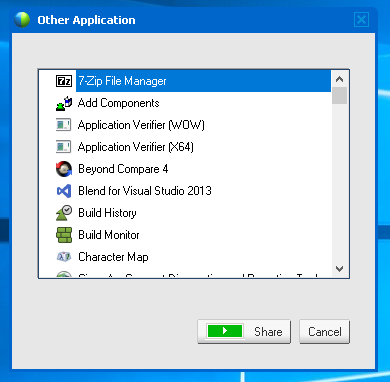 Other Application
7-Zip File Manager
Add Components
Application Verifier (WOW)
Application Verifier (X64)
Beyond Compare 4
Blend for Visual Studio 2013
Build History
Build Monitor
Character Map
Share
Cancel